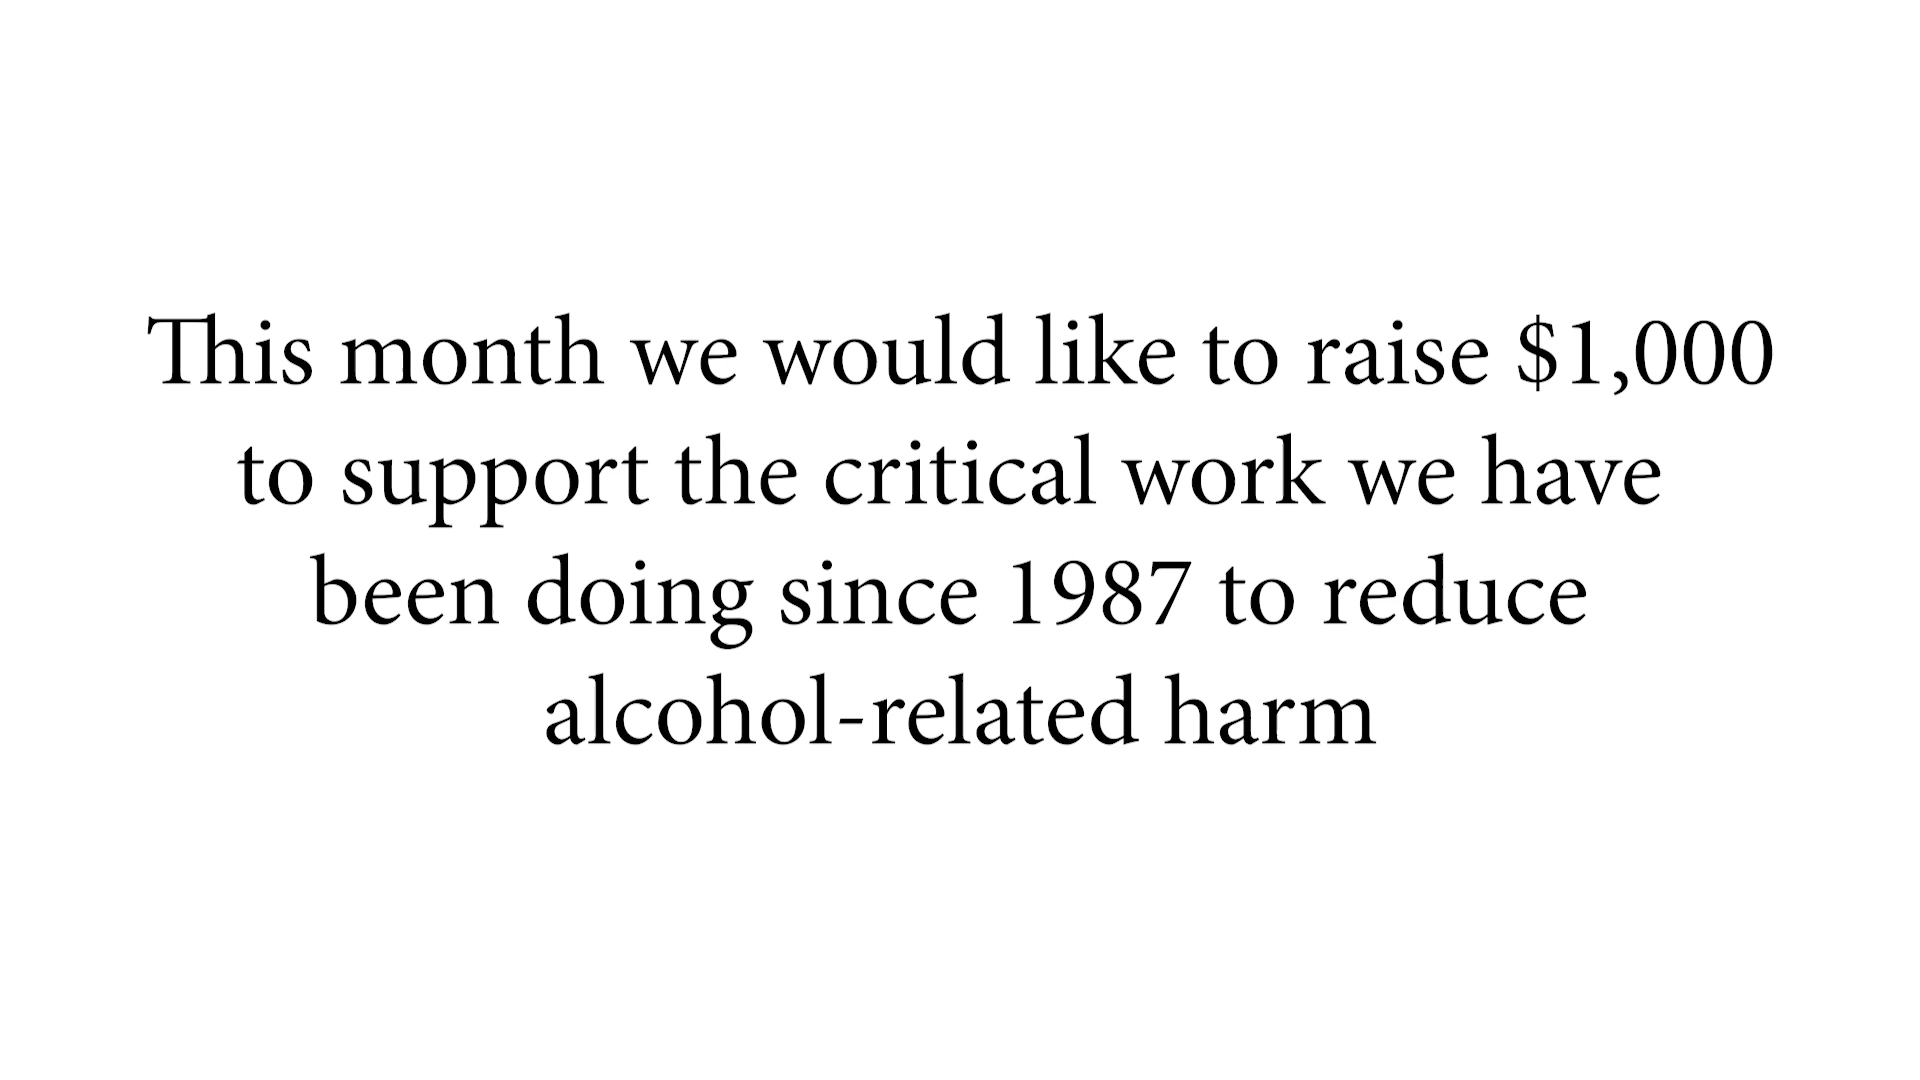 This month we would like to raise $1,000
to support the critical work we have
been doing since 1987 to reduce
alcohol-related harm